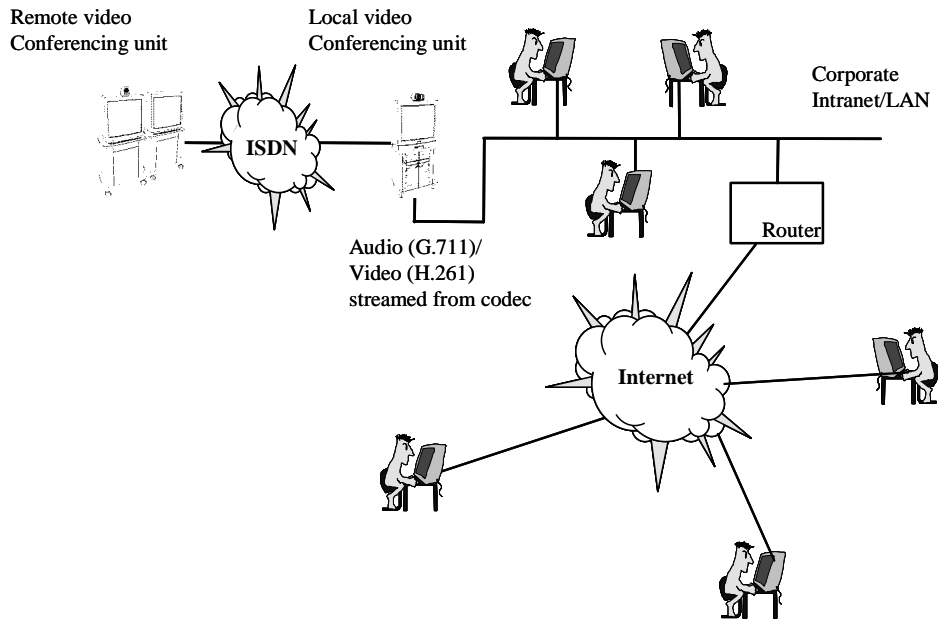 Remote video
Conferencing unit
Local video
Conferencing unit
Corporate
Intranet/LAN
ISDN
Router
Audio (G.711)/
Video (H.261)
streamed from codec
Internet